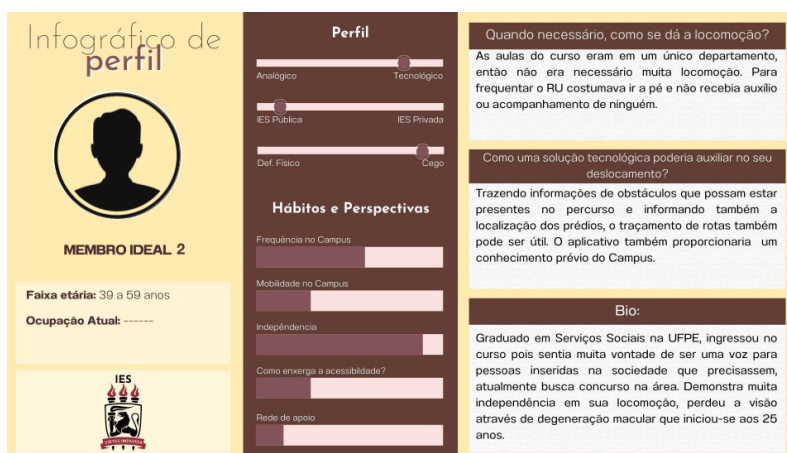 Infográfico de
perfil
MEMBRO IDEAL 2
Faixa etária: 39 a 59 anos
Ocupação Atual: ------
IES
VIRTUS IMPAVIDA
Perfil
Analógico Tecnológico
IES Pública IES Privada
Def. Físico Cego
Hábitos e Perspectivas
Frequência no Campus
Mobilidade no Campus
Indepêndencia
Como enxerga a acessibildade?
Rede de apoio
Quando necessário, como se dá a locomoção?
As aulas do curso eram em um único departamento,
então não era necessário muita locomoção. Para
frequentar o RU costumava ir a pé e não recebia auxílio
ou acompanhamento de ninguém.
Como uma solução tecnológica poderia auxiliar no seu
deslocamento?
Trazendo informações de obstáculos que possam estar
presentes no percurso e informando também a
localização dos prédios, o traçamento de rotas também
pode ser útil. O aplicativo também proporcionaria um
conhecimento prévio do Campus.
Bio:
Graduado em Serviços Sociais na UFPE, ingressou no
curso pois sentia muita vontade de ser uma voz para
pessoas inseridas na sociedade que precisassem,
atualmente busca concurso na área. Demonstra muita
independência em sua locomoção, perdeu a visão
através de degeneração macular que iniciou-se aos 25
anos.